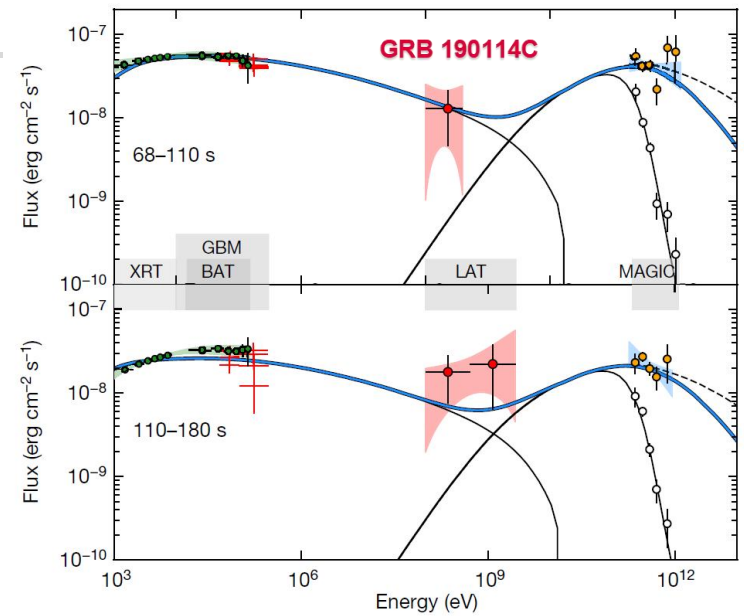 10⁻⁷
GRB 190114C
10⁻⁸
Flux (erg cm⁻² s⁻¹)
68–110 s
10⁻⁹
GBM
XRT BAT LAT MAGIC
10⁻¹⁰
10⁻⁷
10⁻⁸
Flux (erg cm⁻² s⁻¹)
110–180 s
10⁻⁹
10⁻¹⁰
10³ 10⁶ 10⁹ 10¹²
Energy (eV)